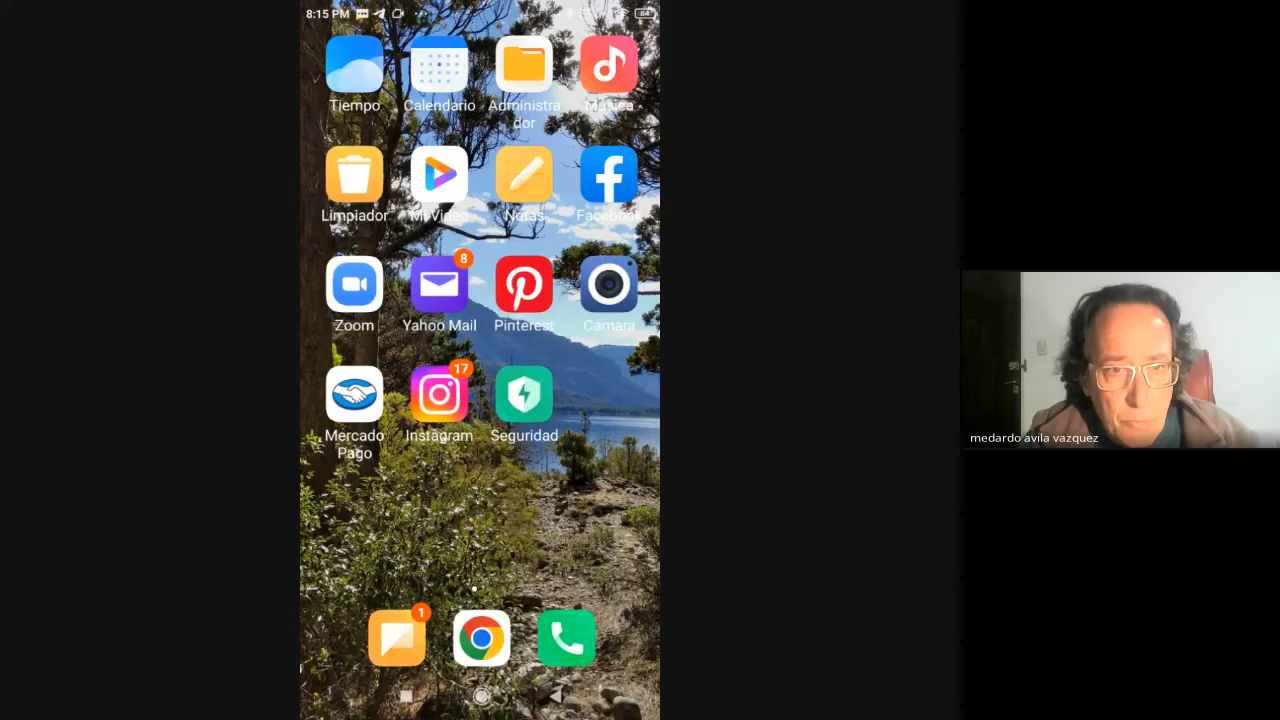 8:15 PM
84
Tiempo
Calendario
Administra
dor
Música
Limpiador
Mi Video
Notas
Facebook
8
Zoom
Yahoo Mail
Pinterest
Cámara
17
Mercado
Pago
Instagram
Seguridad
1
medardo avila vazquez